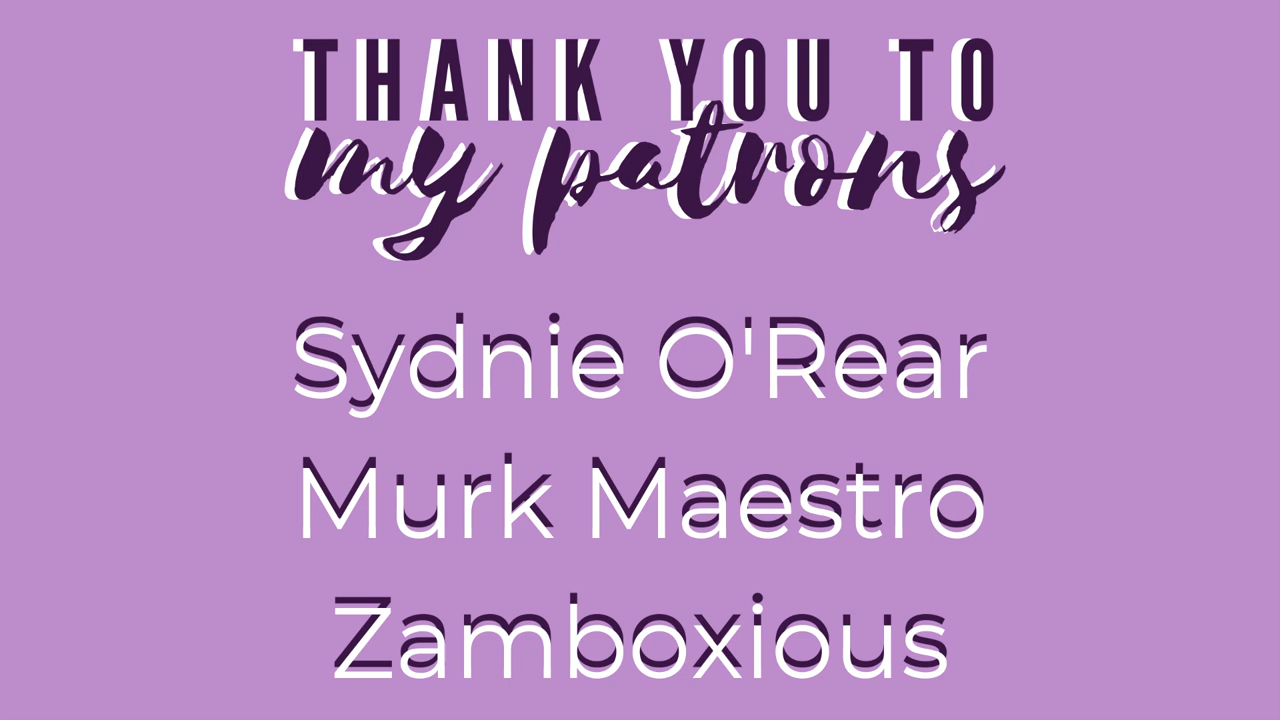 THANK YOU TO
my patrons
Sydnie O'Rear
Murk Maestro
Zamboxious